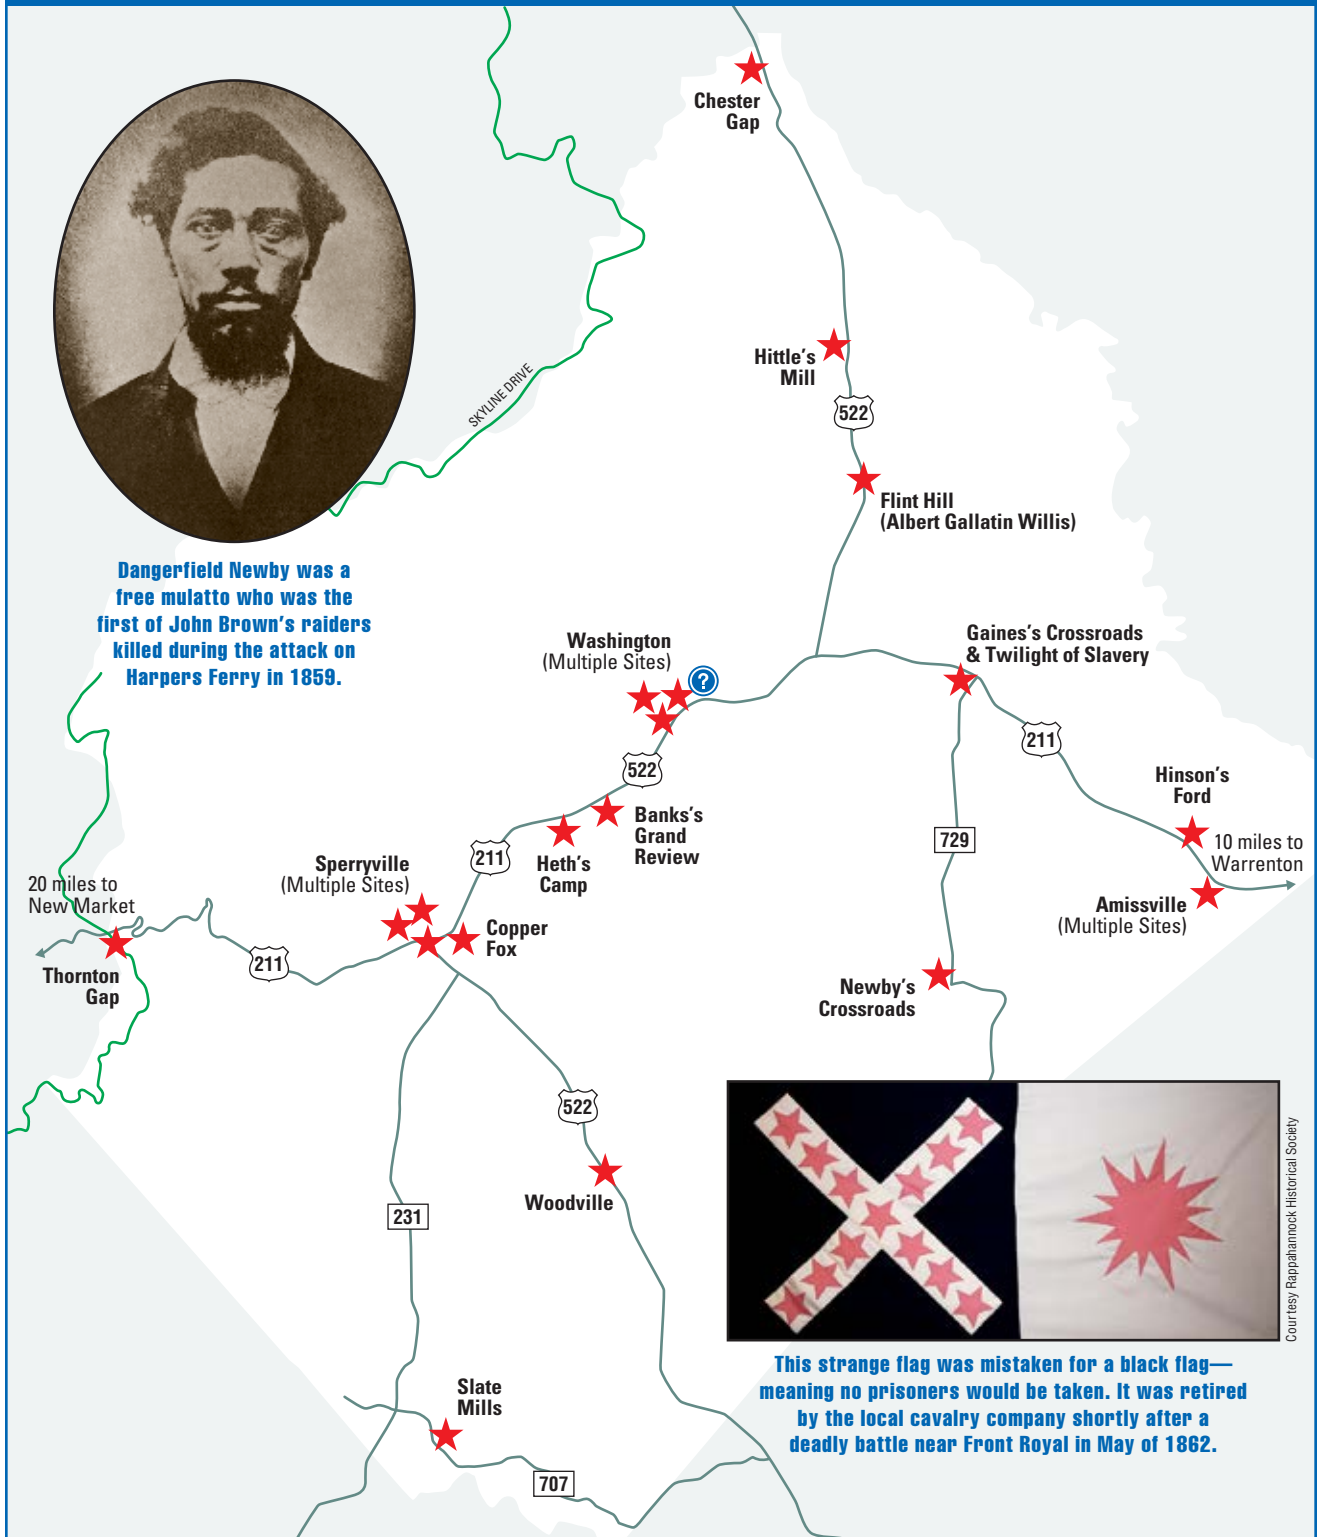 Chester
Gap
SKYLINE DRIVE
Hittle's
Mill
522
Flint Hill
(Albert Gallatin Willis)
Dangerfield Newby was a
free mulatto who was the
first of John Brown's raiders
killed during the attack on
Harpers Ferry in 1859.
Washington
(Multiple Sites)
?
Gaines's Crossroads
& Twilight of Slavery
211
522
Hinson's
Ford
Banks's
Grand
Review
729
10 miles to
Warrenton
211
Heth's
Camp
Sperryville
(Multiple Sites)
20 miles to
New Market
Amissville
(Multiple Sites)
Copper
Fox
211
Thornton
Gap
Newby's
Crossroads
522
Woodville
231
Courtesy Rappahannock Historical Society
This strange flag was mistaken for a black flag—
meaning no prisoners would be taken. It was retired
by the local cavalry company shortly after a
deadly battle near Front Royal in May of 1862.
Slate
Mills
707